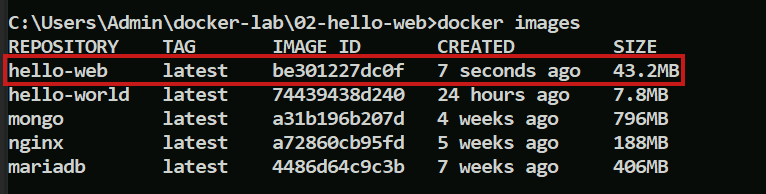 C:\Users\Admin\docker-lab\02-hello-web>docker images
REPOSITORY TAG IMAGE ID CREATED SIZE
hello-web latest be301227dc0f 7 seconds ago 43.2MB
hello-world latest 74439438d240 24 hours ago 7.8MB
mongo latest a31b196b207d 4 weeks ago 796MB
nginx latest a72860cb95fd 5 weeks ago 188MB
mariadb latest 4486d64c9c3b 7 weeks ago 406MB